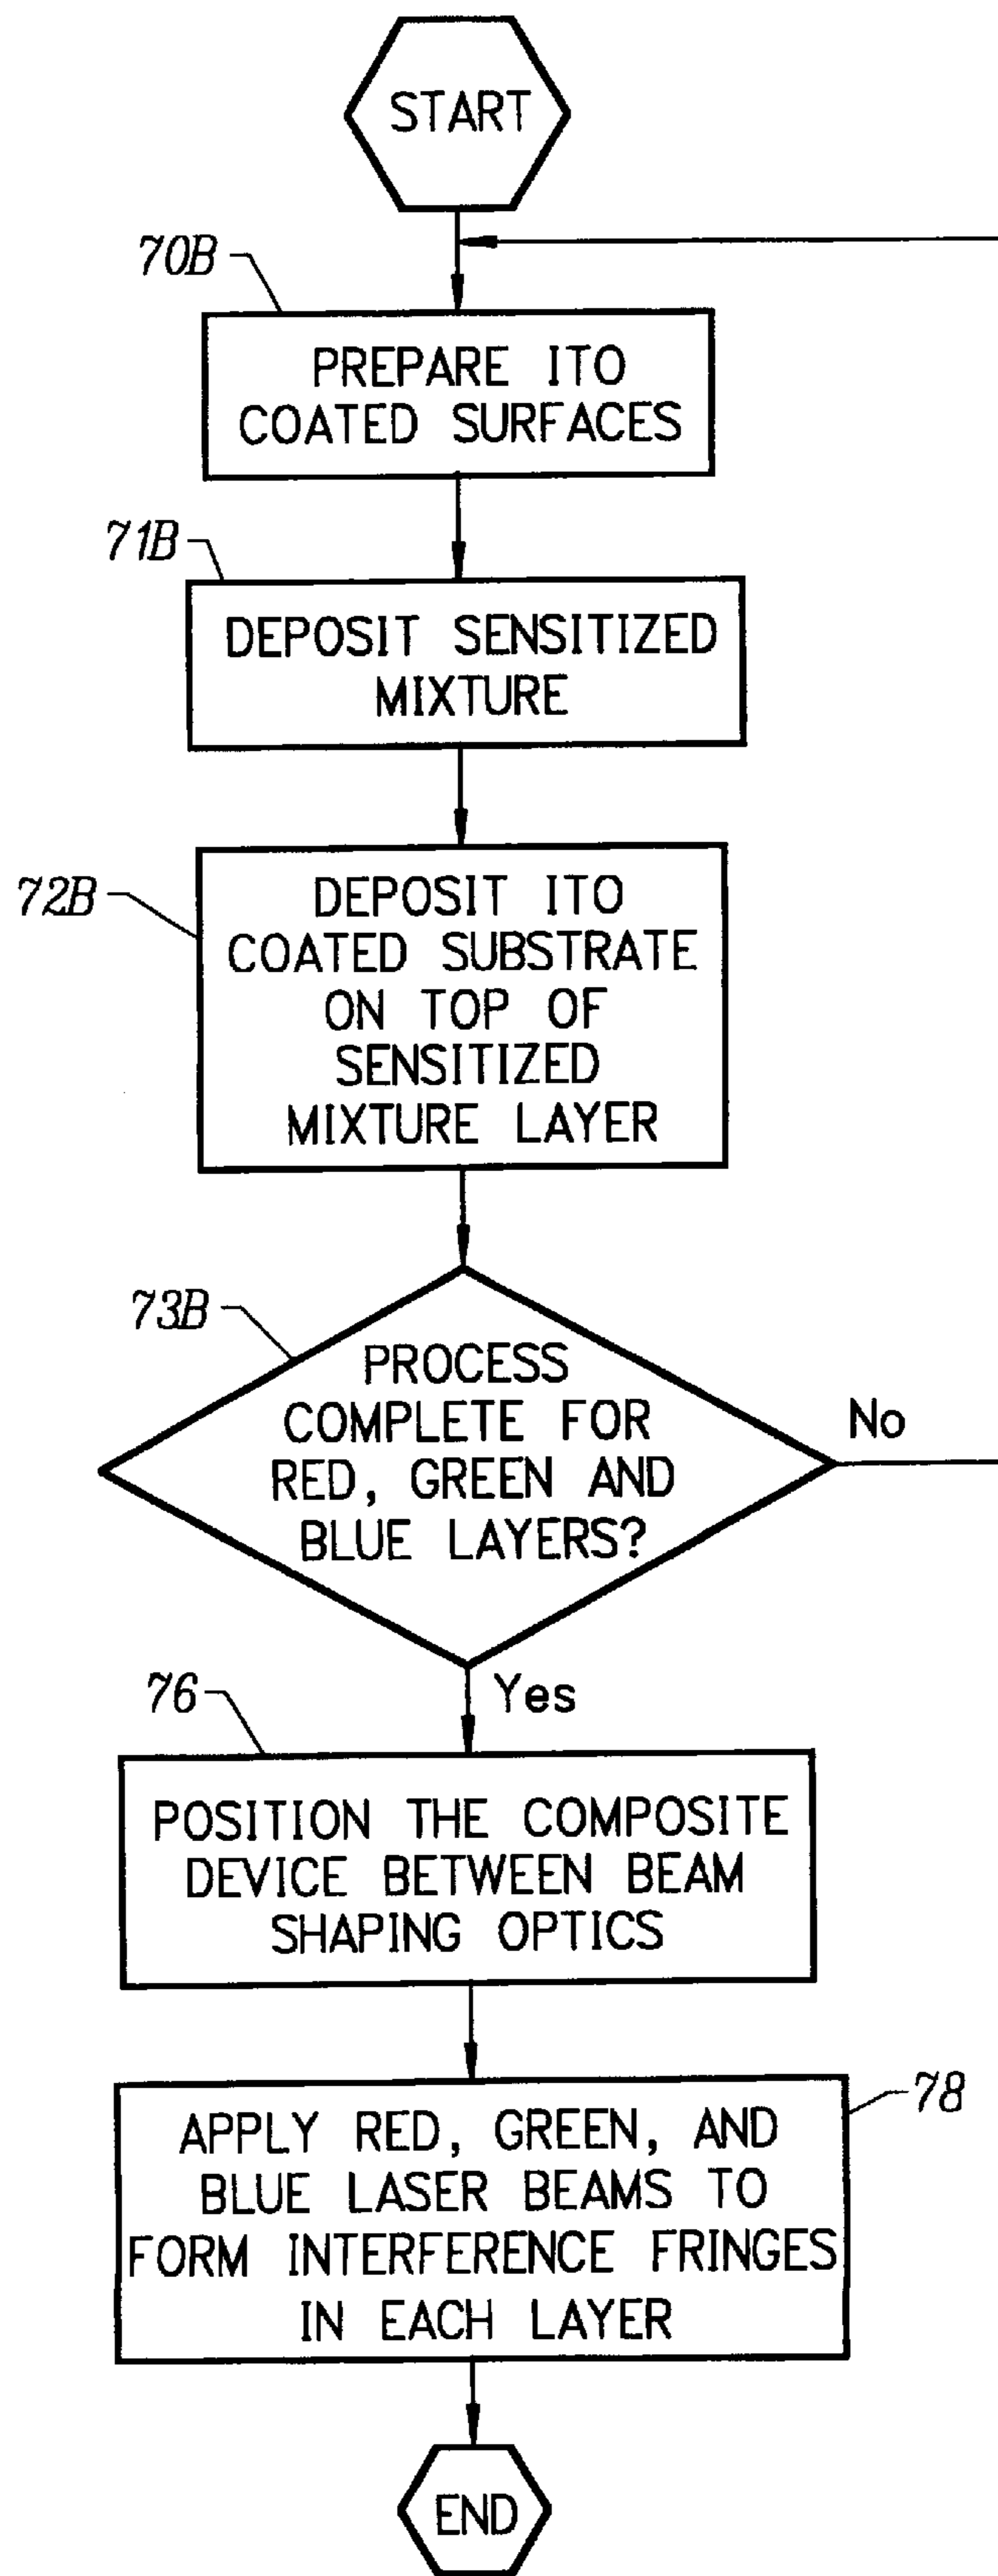 START
70B
PREPARE ITO
COATED SURFACES
71B
DEPOSIT SENSITIZED
MIXTURE
72B
DEPOSIT ITO
COATED SUBSTRATE
ON TOP OF
SENSITIZED
MIXTURE LAYER
73B
PROCESS
COMPLETE FOR
RED, GREEN AND
BLUE LAYERS?
No
Yes
76
POSITION THE COMPOSITE
DEVICE BETWEEN BEAM
SHAPING OPTICS
78
APPLY RED, GREEN, AND
BLUE LASER BEAMS TO
FORM INTERFERENCE FRINGES
IN EACH LAYER
END